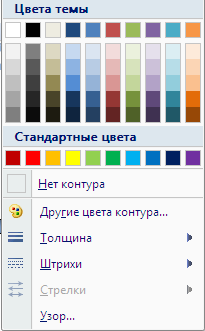 Цвета темы
Стандартные цвета
Нет контура
Другие цвета контура...
Толщина
Штрихи
Стрелки
Узор...